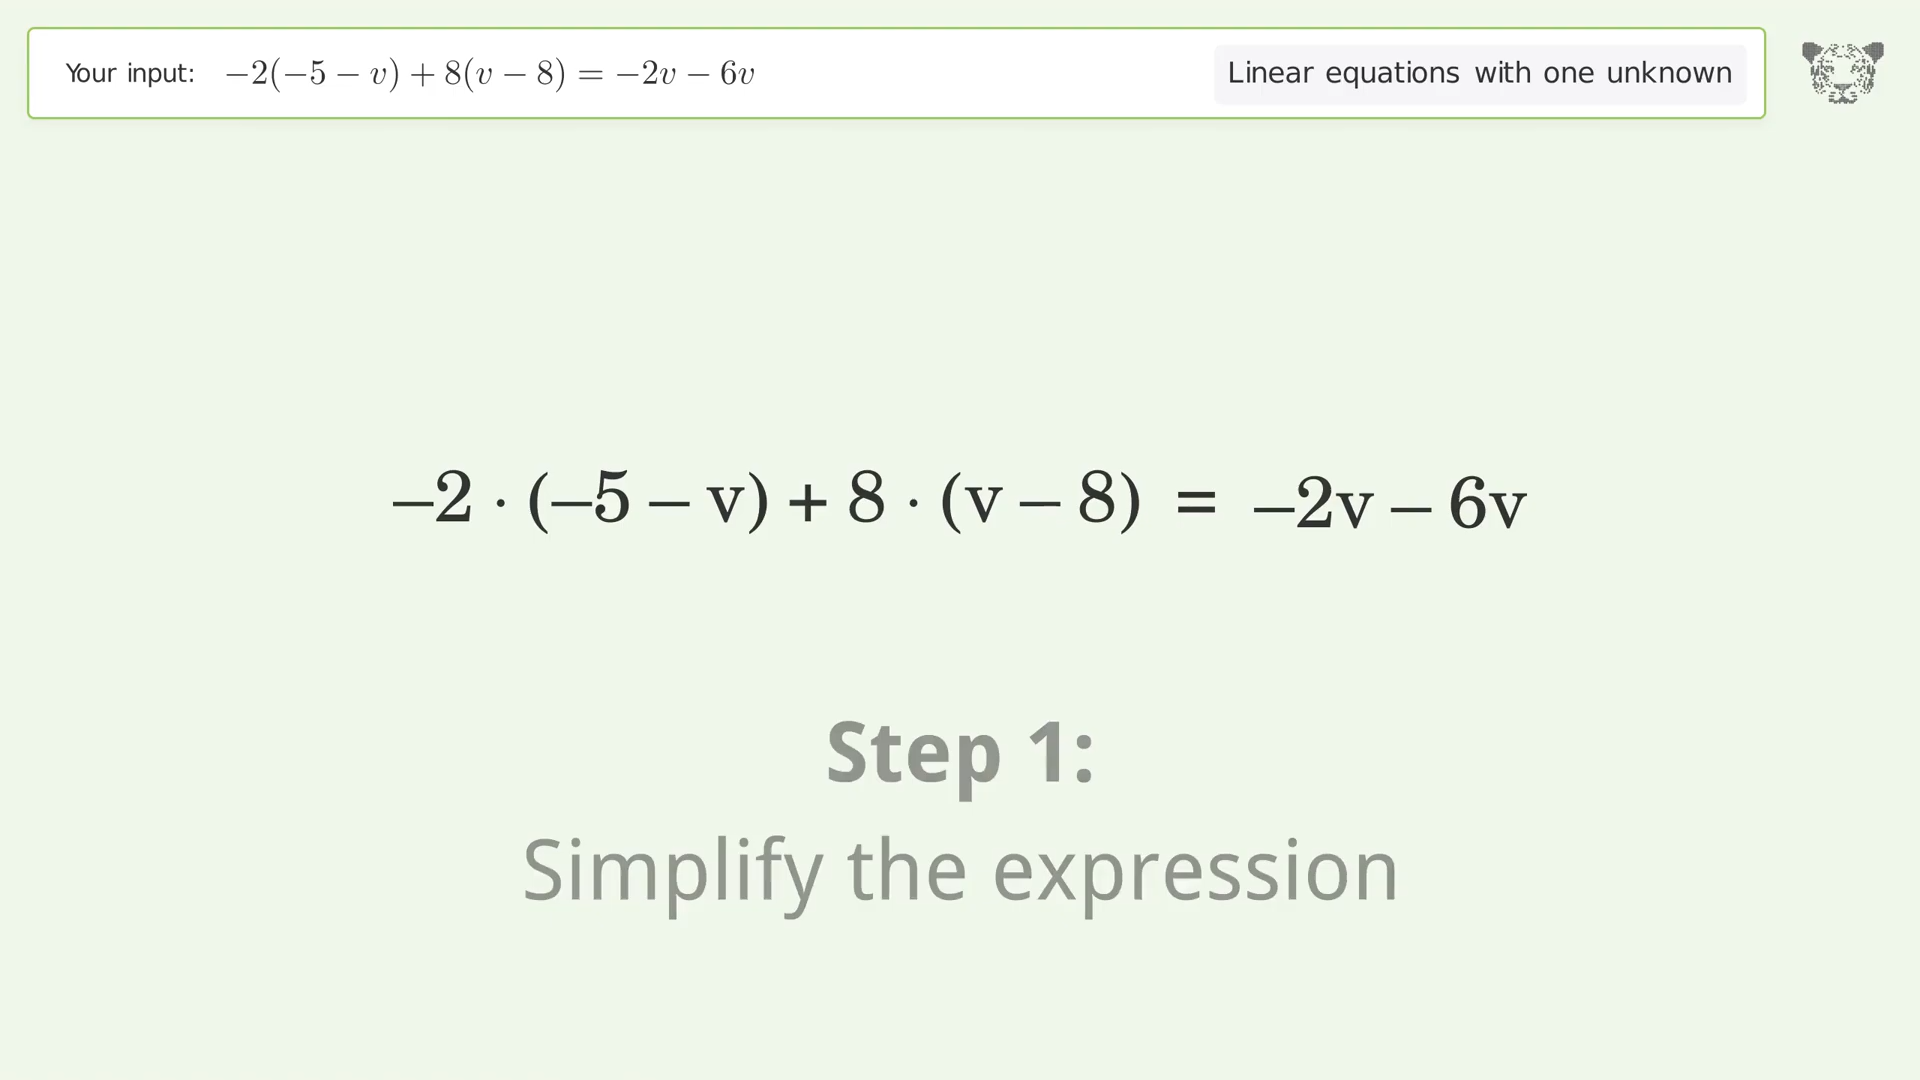 Your input: −2(−5 − v) + 8(v − 8) = −2v − 6v
Linear equations with one unknown
−2 · (−5 − v) + 8 · (v − 8) = −2v − 6v
Step 1:
Simplify the expression